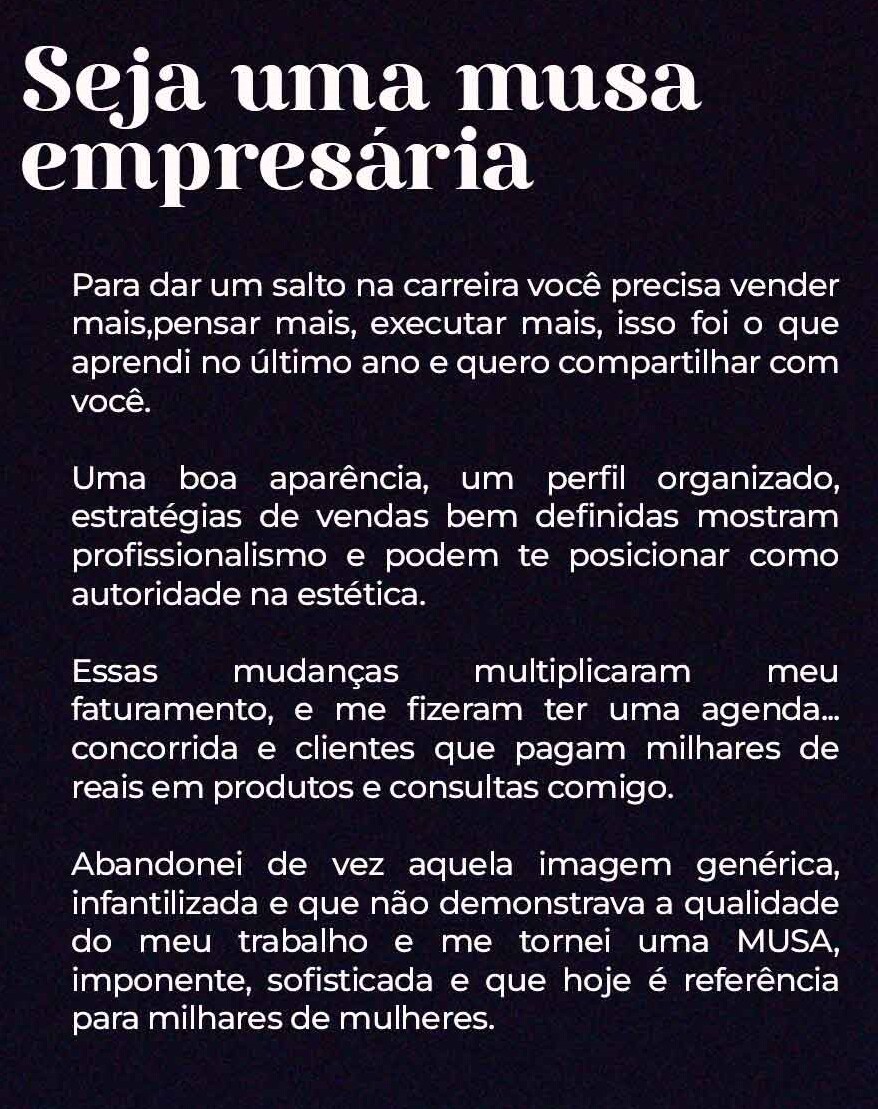 Seja uma musa
empresária
Para dar um salto na carreira você precisa vender
mais,pensar mais, executar mais, isso foi o que
aprendi no último ano e quero compartilhar com
você.
Uma boa aparência, um perfil organizado,
estratégias de vendas bem definidas mostram
profissionalismo e podem te posicionar como
autoridade na estética.
Essas mudanças multiplicaram meu
faturamento, e me fizeram ter uma agenda...
concorrida e clientes que pagam milhares de
reais em produtos e consultas comigo.
Abandonei de vez aquela imagem genérica,
infantilizada e que não demonstrava a qualidade
do meu trabalho e me tornei uma MUSA,
imponente, sofisticada e que hoje é referência
para milhares de mulheres.